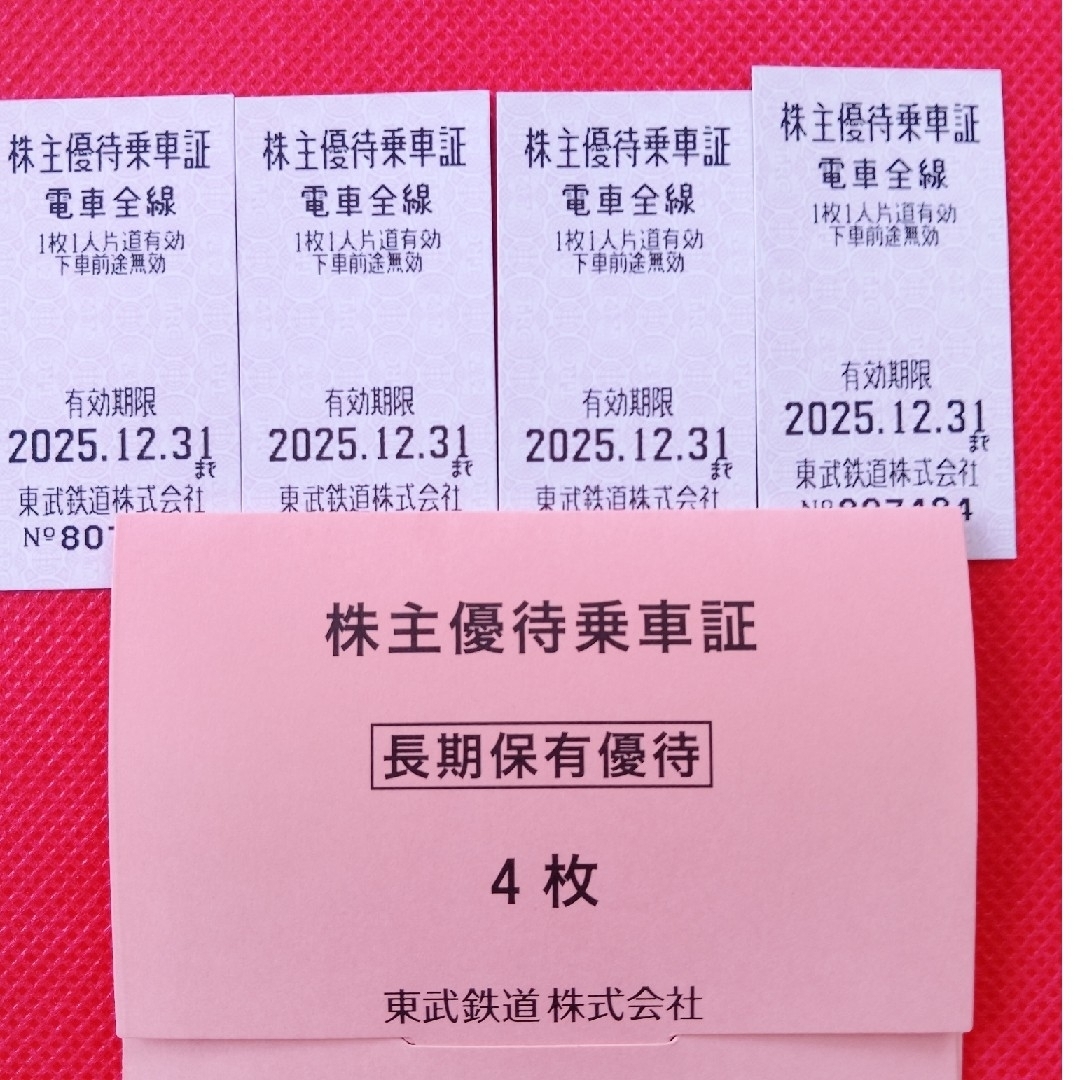 株主優待乗車証
電車全線
1枚1人片道有効
下車前途無効
有効期限
2025.12.31
まで
東武鉄道株式会社
Nº807
株主優待乗車証
電車全線
1枚1人片道有効
下車前途無効
有効期限
2025.12.31
まで
東武鉄道株式会社
株主優待乗車証
電車全線
1枚1人片道有効
下車前途無効
有効期限
2025.12.31
まで
東武鉄道株式会社
株主優待乗車証
電車全線
1枚1人片道有効
下車前途無効
有効期限
2025.12.31
まで
東武鉄道株式会社
Nº807484
株主優待乗車証
長期保有優待
4枚
東武鉄道株式会社